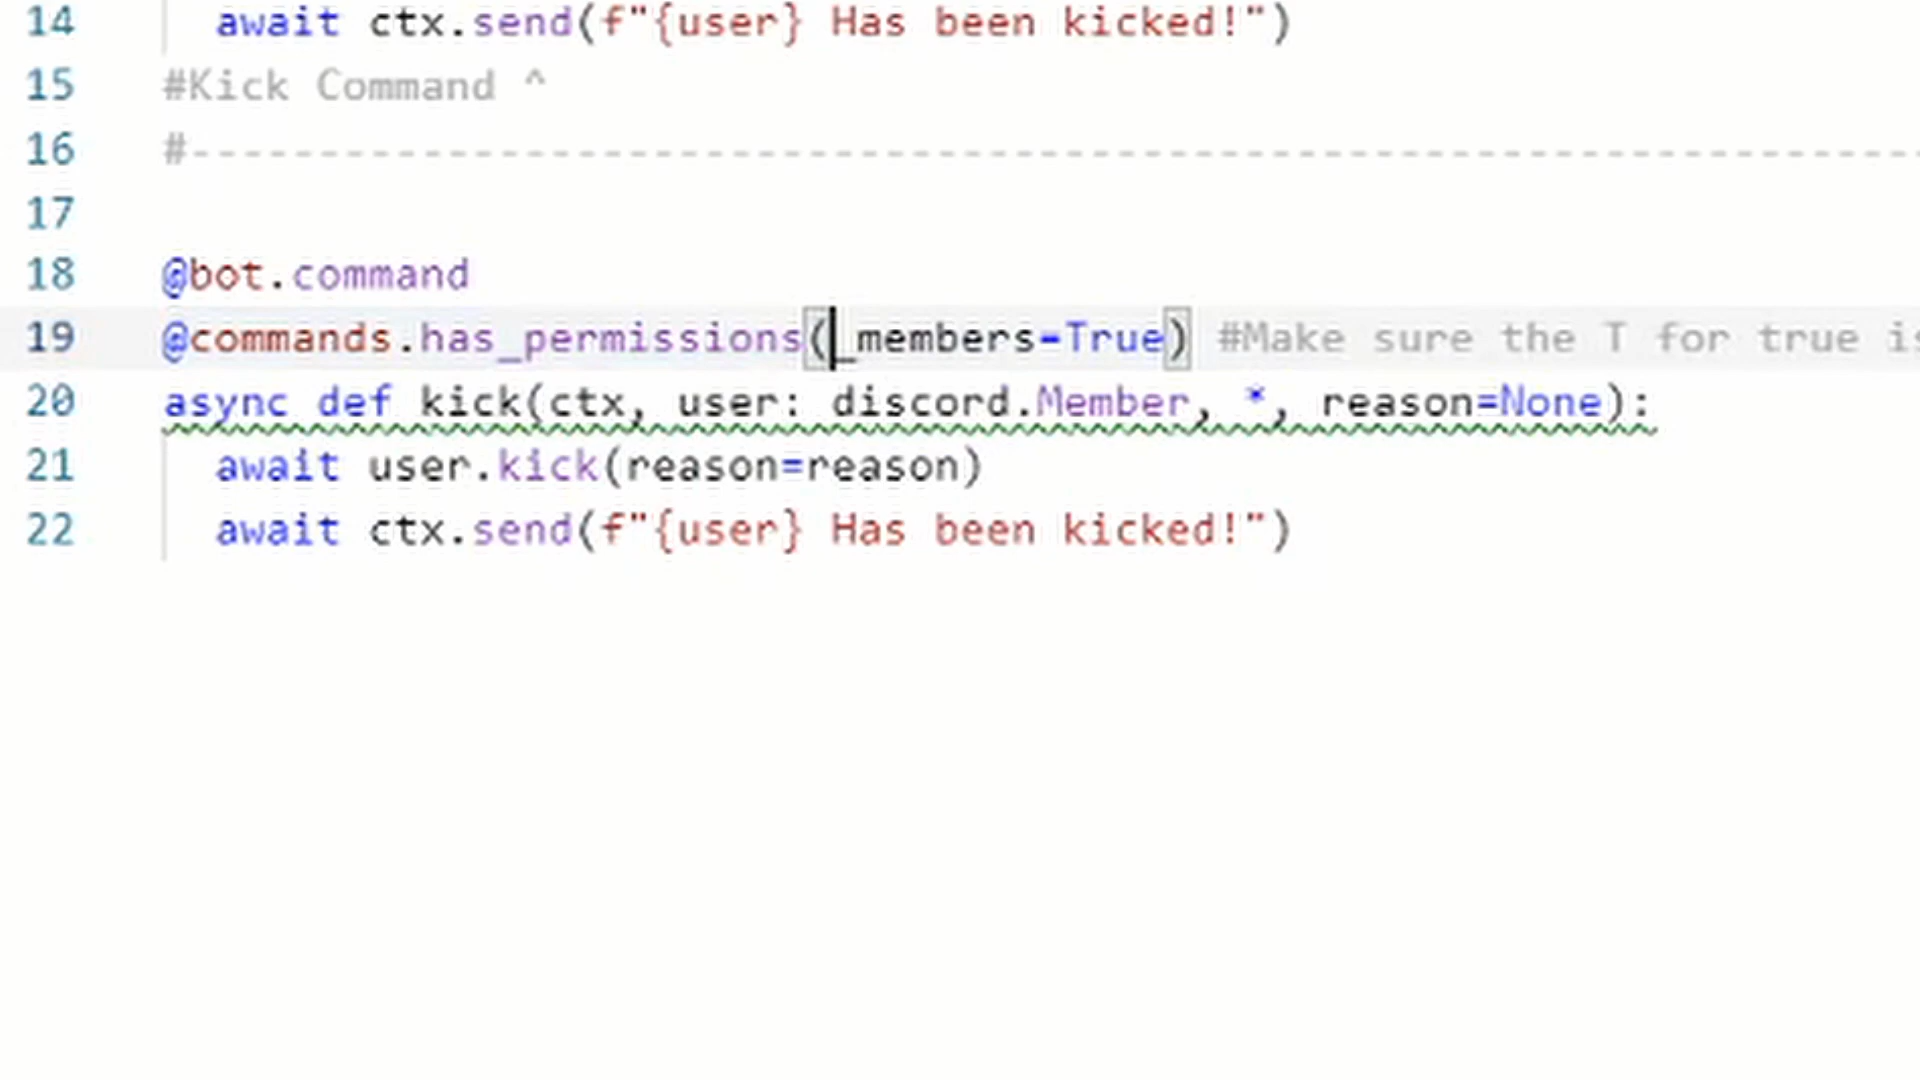 14 await ctx.send(f"{user} Has been kicked!")
15 #Kick Command ^
16 #--------------------------------------------------------------------
17
18 @bot.command
19 @commands.has_permissions(_members=True) #Make sure the T for true is
20 async def kick(ctx, user: discord.Member, *, reason=None):
21 await user.kick(reason=reason)
22 await ctx.send(f"{user} Has been kicked!")